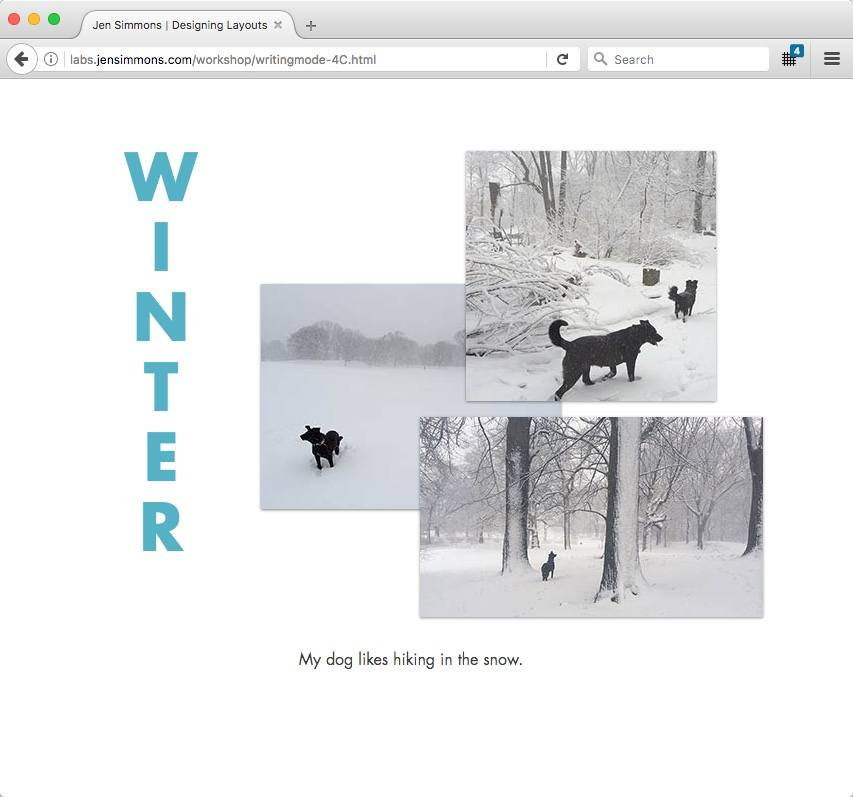 Jen Simmons | Designing Layouts
labs.jensimmons.com/workshop/writingmode-4C.html
Search
4
WINTER
My dog likes hiking in the snow.